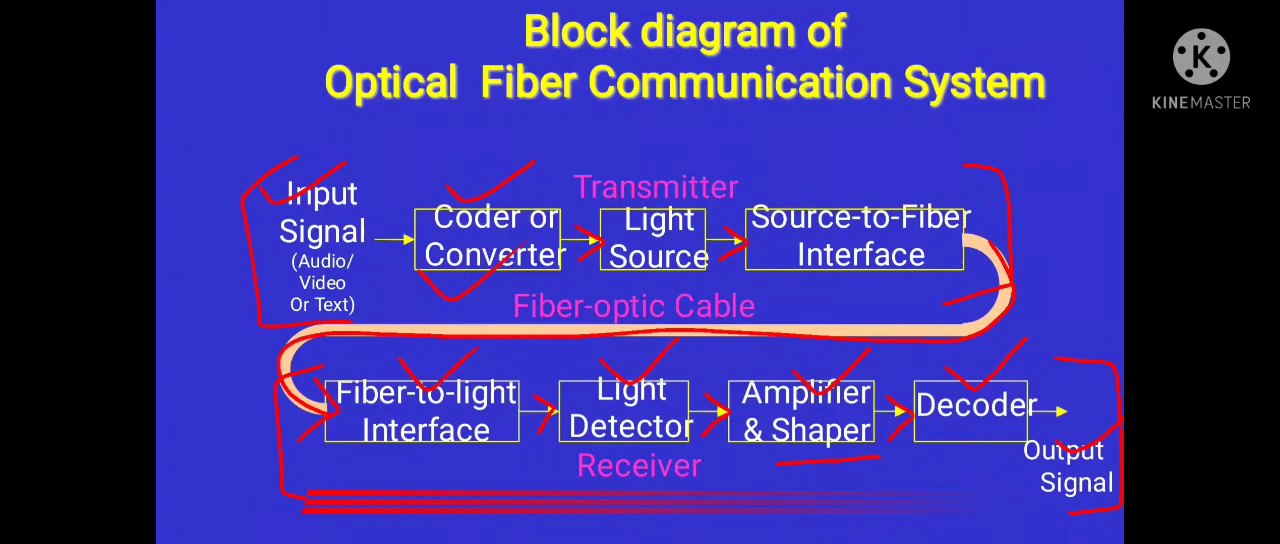 Block diagram of
Optical Fiber Communication System
KINEMASTER
Transmitter
Input
Signal
(Audio/
Video
Or Text)
Coder or
Converter
Light
Source
Source-to-Fiber
Interface
Fiber-optic Cable
Fiber-to-light
Interface
Light
Detector
Amplifier
& Shaper
Decoder
Output
Signal
Receiver